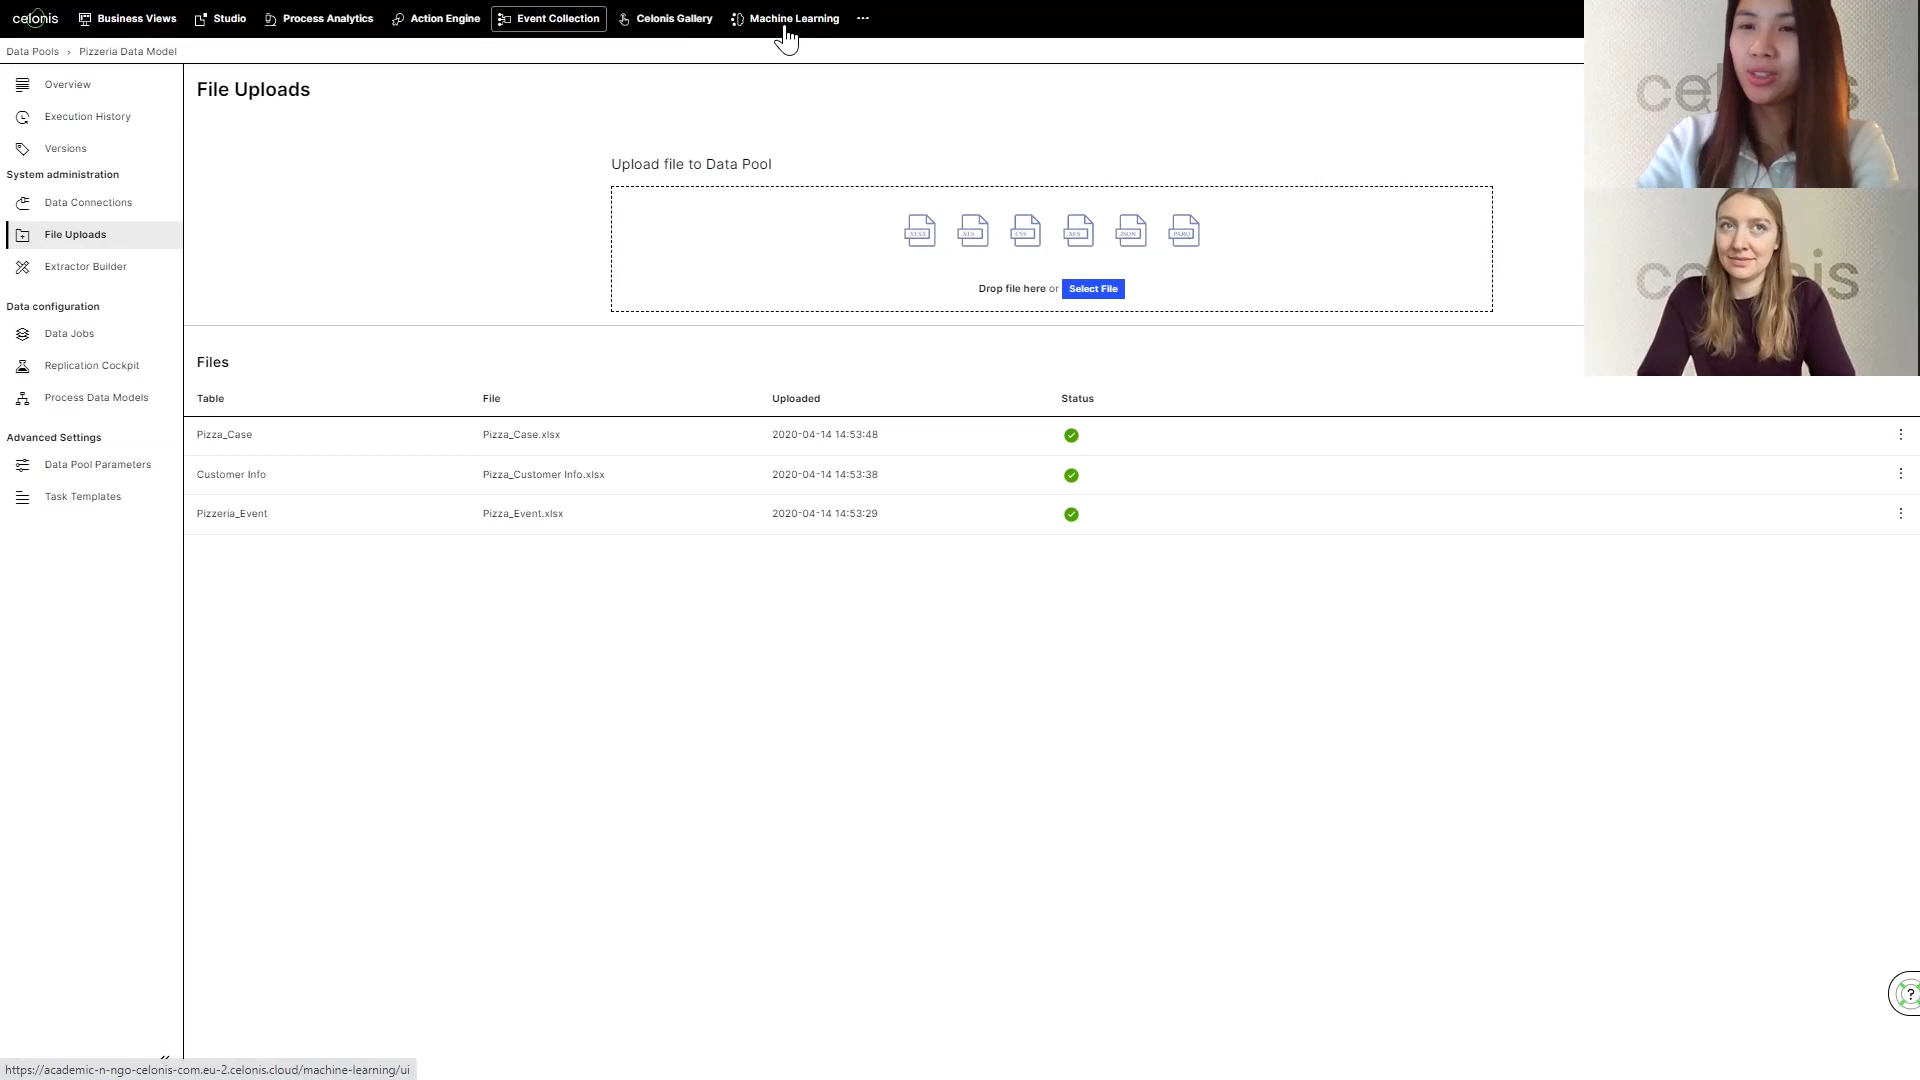 celonis Business Views Studio Process Analytics Action Engine Event Collection Celonis Gallery Machine Learning ...
Data Pools › Pizzeria Data Model
Overview
Execution History
Versions
System administration
Data Connections
File Uploads
Extractor Builder
Data configuration
Data Jobs
Replication Cockpit
Process Data Models
Advanced Settings
Data Pool Parameters
Task Templates
File Uploads
Upload file to Data Pool
.XLSX .XLS .CSV .XES .JSON .PARQ
Drop file here or Select File
Files
Table File Uploaded Status
Pizza_Case Pizza_Case.xlsx 2020-04-14 14:53:48
Customer Info Pizza_Customer Info.xlsx 2020-04-14 14:53:38
Pizzeria_Event Pizza_Event.xlsx 2020-04-14 14:53:29
?
https://academic-n-ngo-celonis-com.eu-2.celonis.cloud/machine-learning/ui